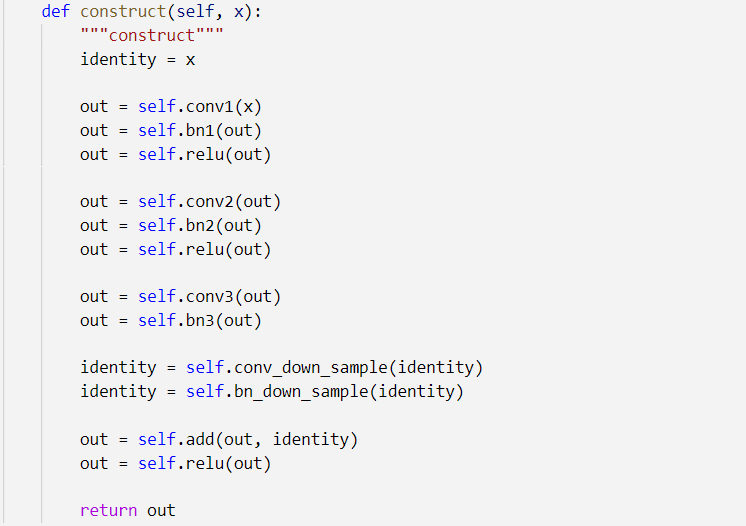 def construct(self, x):
"""construct"""
identity = x
out = self.conv1(x)
out = self.bn1(out)
out = self.relu(out)
out = self.conv2(out)
out = self.bn2(out)
out = self.relu(out)
out = self.conv3(out)
out = self.bn3(out)
identity = self.conv_down_sample(identity)
identity = self.bn_down_sample(identity)
out = self.add(out, identity)
out = self.relu(out)
return out